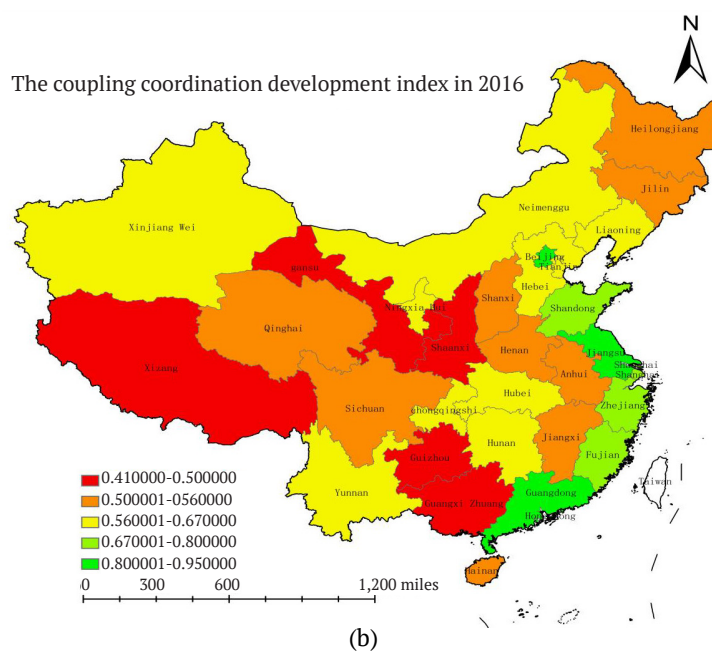 N
The coupling coordination development index in 2016
Heilongjiang
Jilin
Xinjiang Wei
Neimenggu
Liaoning
Beijing
Tianjin
gansu
Hebei
Ningxia Hui
Shanxi
Shandong
Qinghai
Shaanxi
Henan
Jiangsu
Xizang
Shanghai
Shanghai
Anhui
Hubei
Sichuan
chongqingshi
Zhejiang
Hunan
Jiangxi
Guizhou
Fujian
Yunnan
Guangxi Zhuang
Guangdong
Taiwan
Hainan
0.410000-0.500000
0.500001-0560000
0.560001-0.670000
0.670001-0.800000
0.800001-0.950000
0 300 600 1,200 miles
(b)